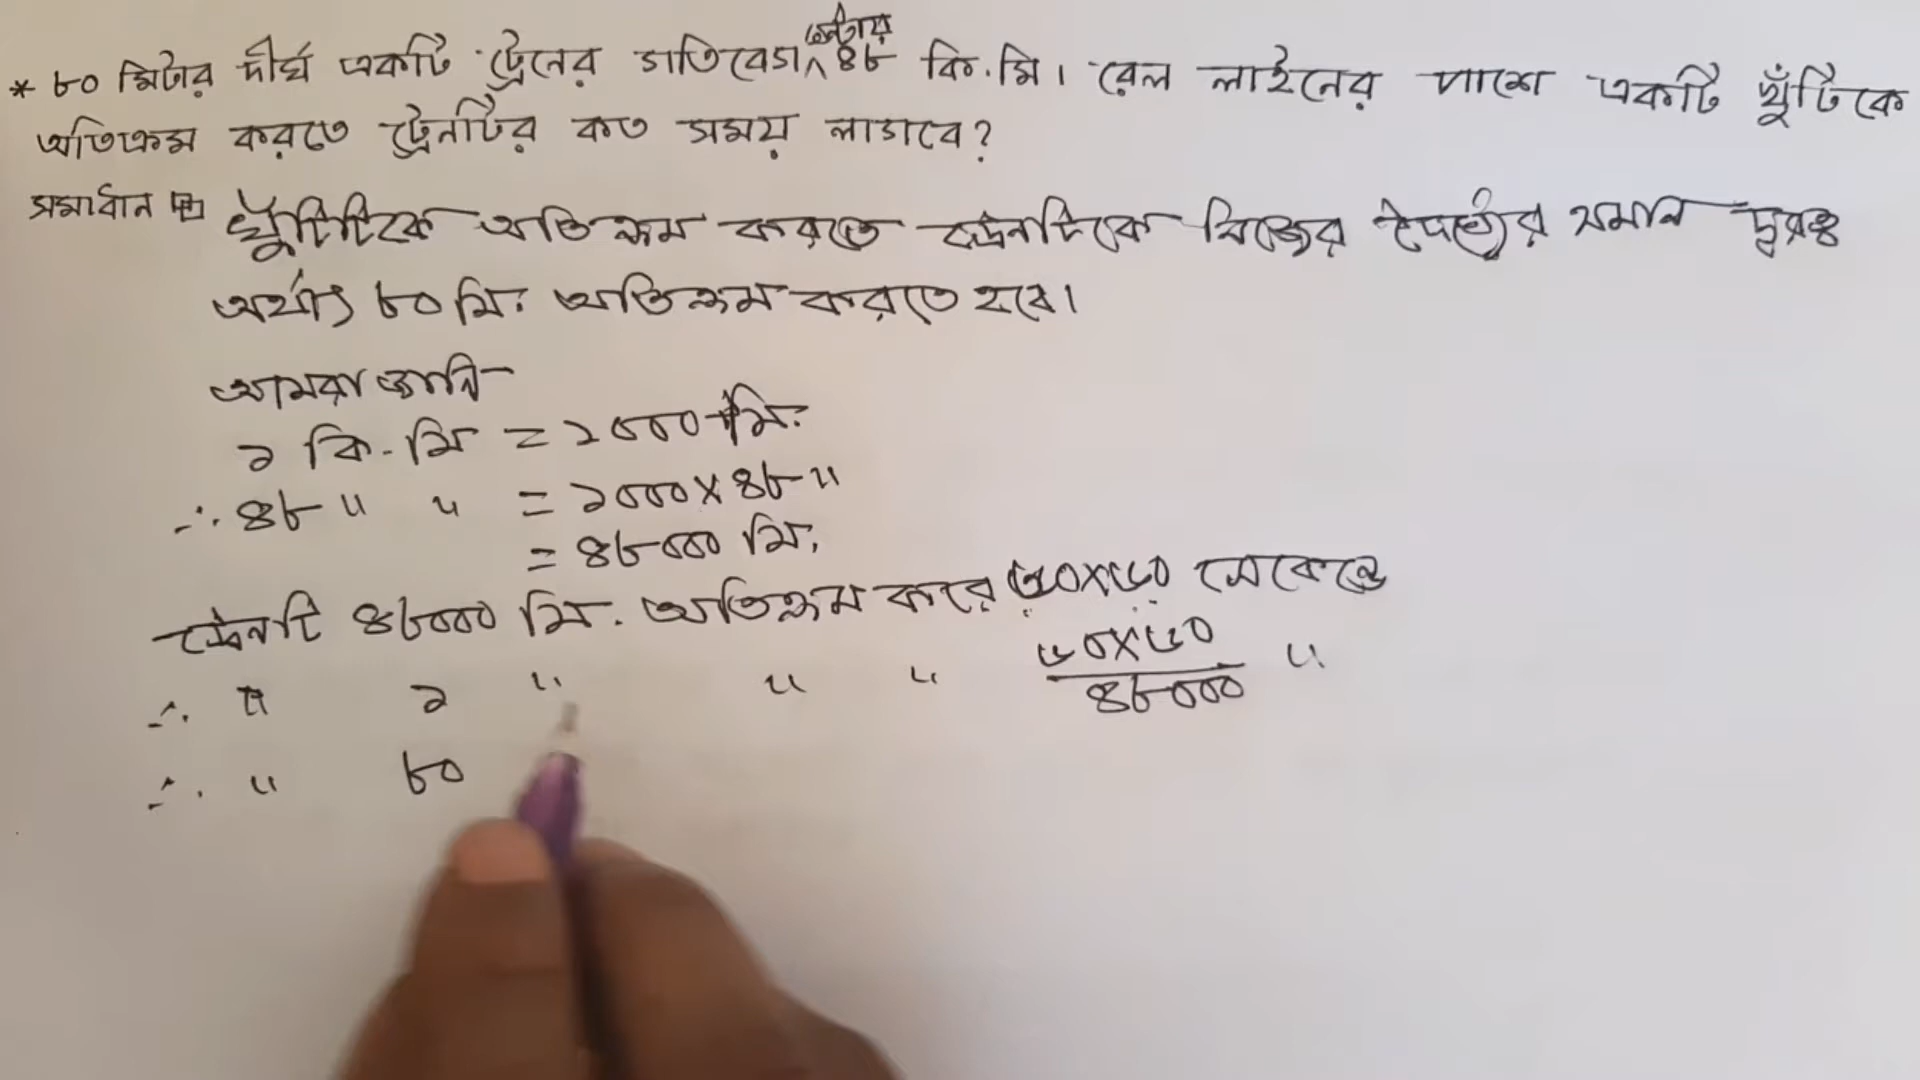 * ৮০ মিটার দীর্ঘ একটি ট্রেনের গতিবেগ ঘন্টায় ৪৮ কি.মি। রেল লাইনের পাশে একটি খুঁটিকে
অতিক্রম করতে ট্রেনটির কত সময় লাগবে?
সমাধান খুঁটিটিকে অতিক্রম করতে ট্রেনটিকে নিজের দৈর্ঘ্যের সমান দূরত্ব
অর্থাৎ ৮০ মি. অতিক্রম করতে হবে।
আমরা জানি-
১ কি.মি = ১০০০ মি.
∴ ৪৮ " " = ১০০০×৪৮ "
= ৪৮০০০ মি.
ট্রেনটি ৪৮০০০ মি. অতিক্রম করে ৬০×৬০ সেকেন্ডে
∴ " ১ " " " ৬০×৬০/৪৮০০০ "
∴ " ৮০